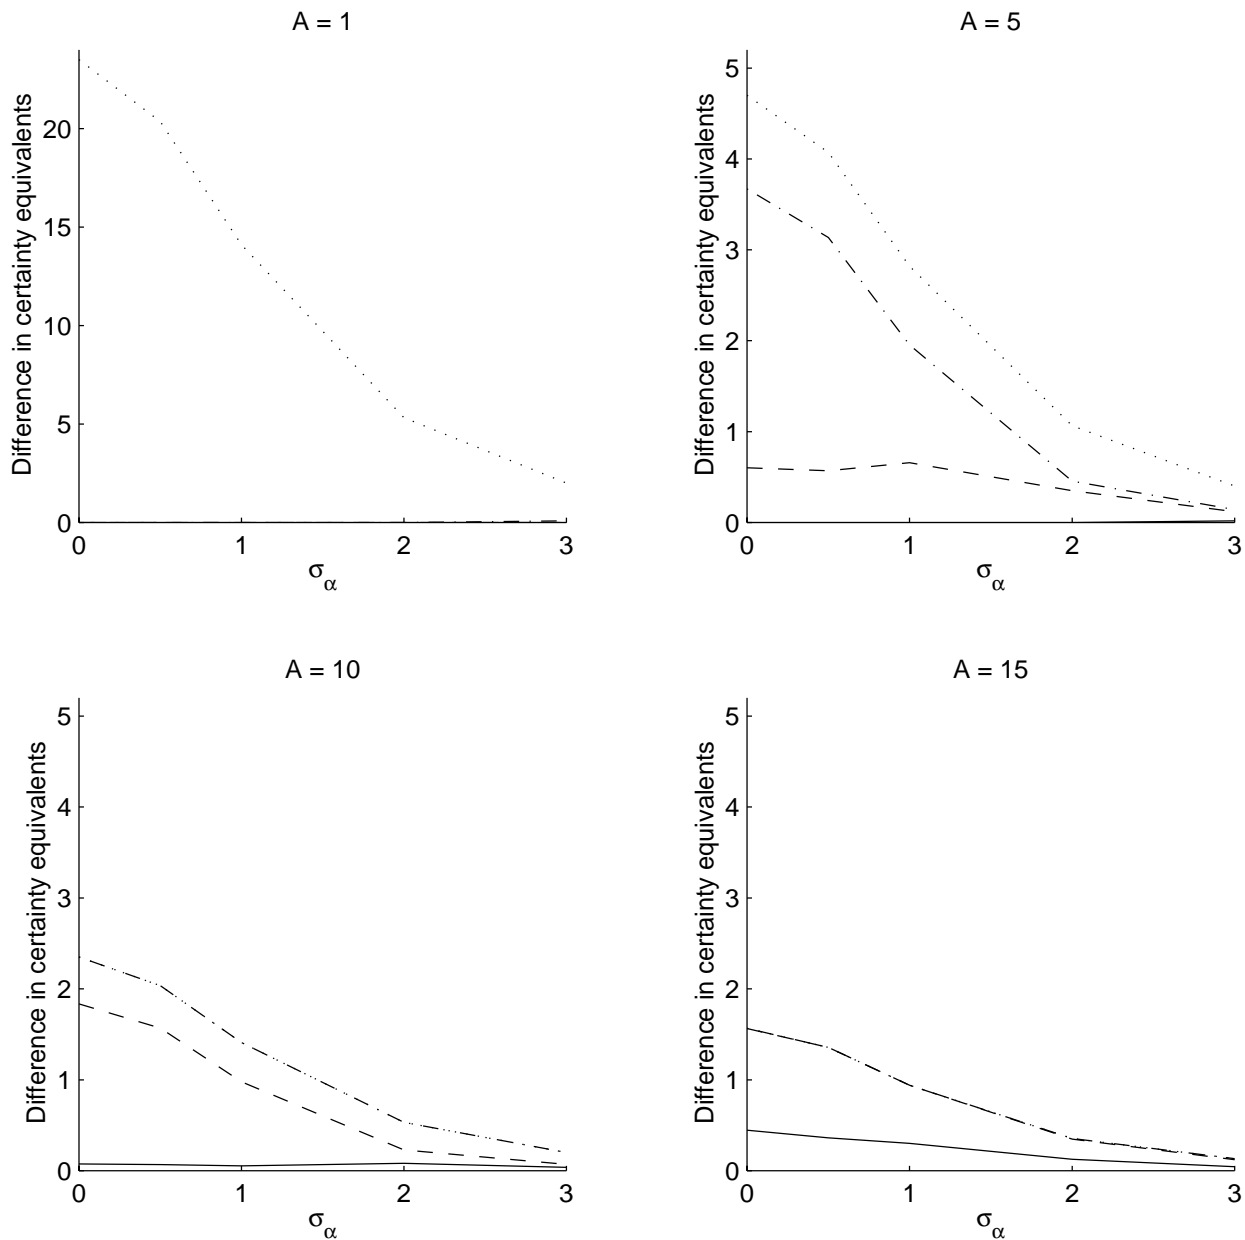 A = 1
Difference in certainty equivalents
20
15
10
5
0
0 1 2 3
σα
A = 5
Difference in certainty equivalents
5
4
3
2
1
0
0 1 2 3
σα
A = 10
Difference in certainty equivalents
5
4
3
2
1
0
0 1 2 3
σα
A = 15
Difference in certainty equivalents
5
4
3
2
1
0
0 1 2 3
σα